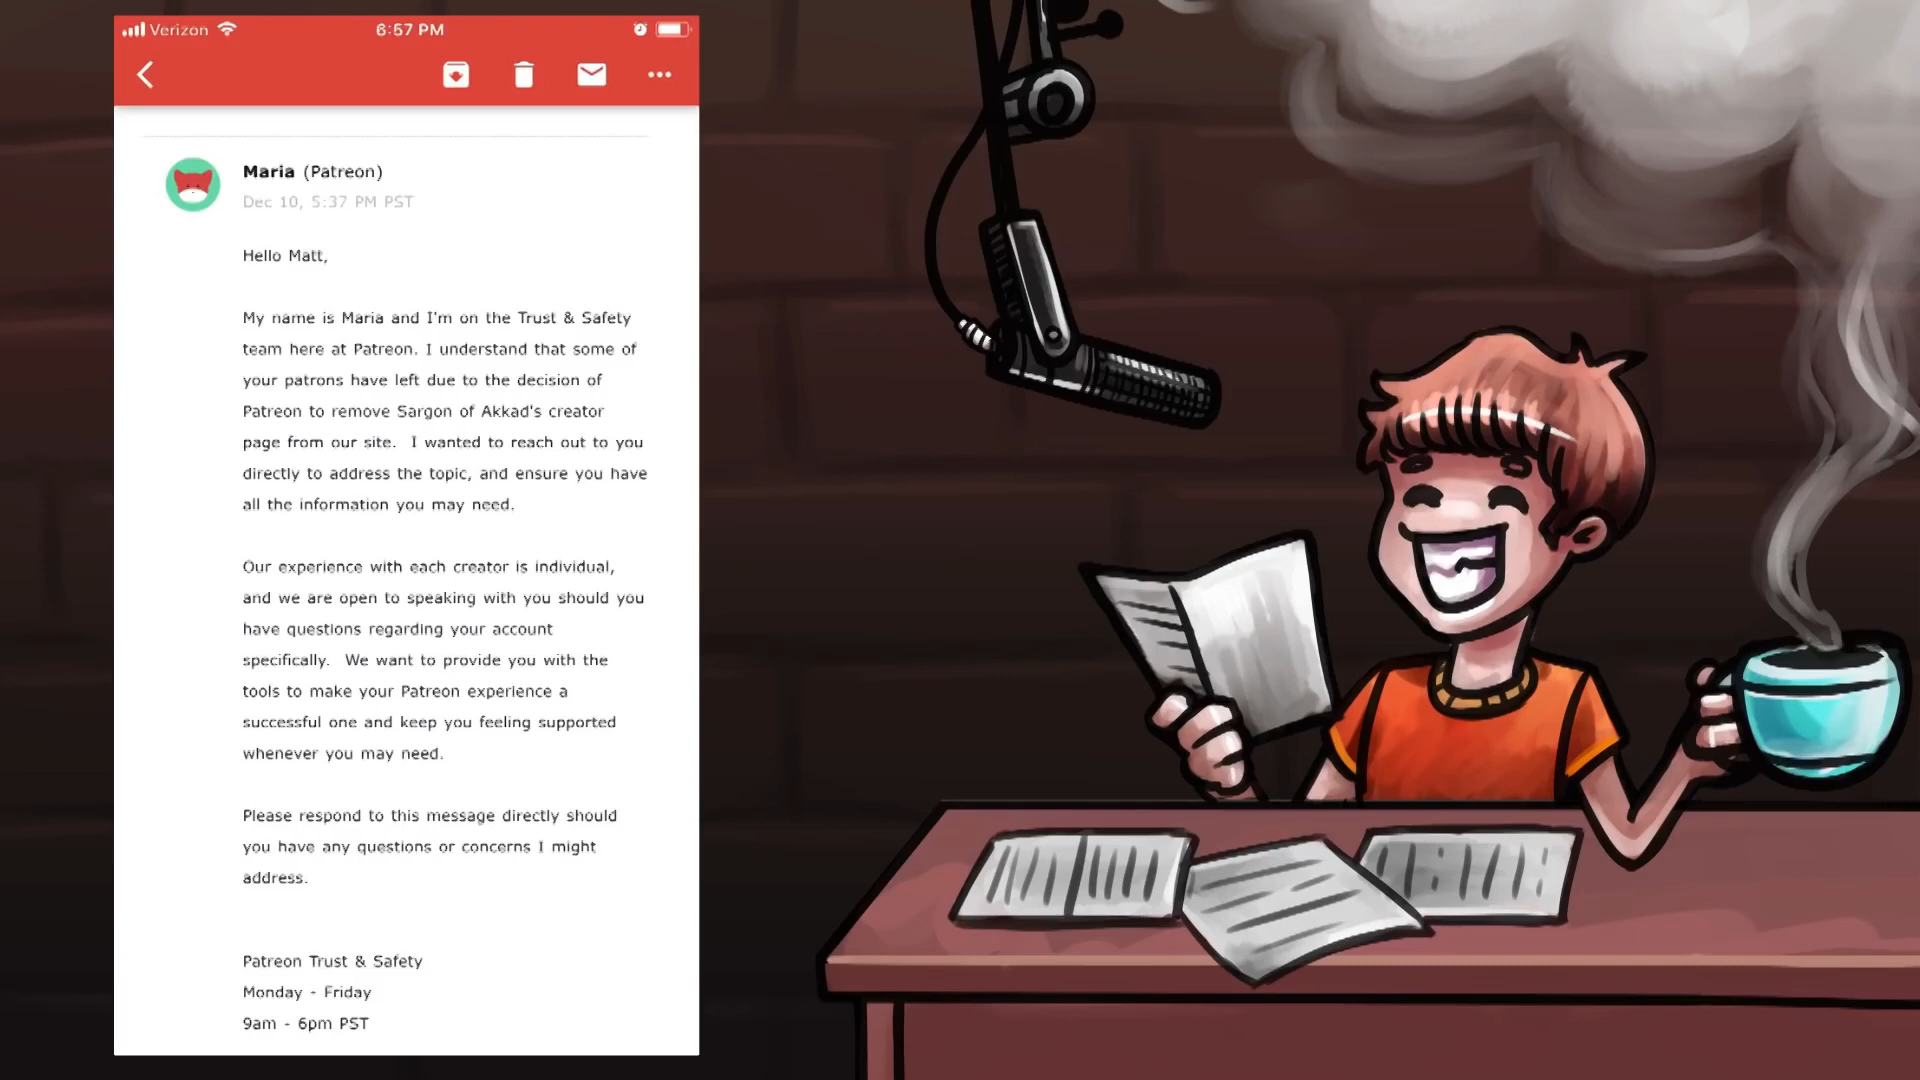 Verizon
6:57 PM
Maria (Patreon)
Dec 10, 5:37 PM PST
Hello Matt,
My name is Maria and I'm on the Trust & Safety
team here at Patreon. I understand that some of
your patrons have left due to the decision of
Patreon to remove Sargon of Akkad's creator
page from our site.  I wanted to reach out to you
directly to address the topic, and ensure you have
all the information you may need.
Our experience with each creator is individual,
and we are open to speaking with you should you
have questions regarding your account
specifically.  We want to provide you with the
tools to make your Patreon experience a
successful one and keep you feeling supported
whenever you may need.
Please respond to this message directly should
you have any questions or concerns I might
address.
Patreon Trust & Safety
Monday - Friday
9am - 6pm PST